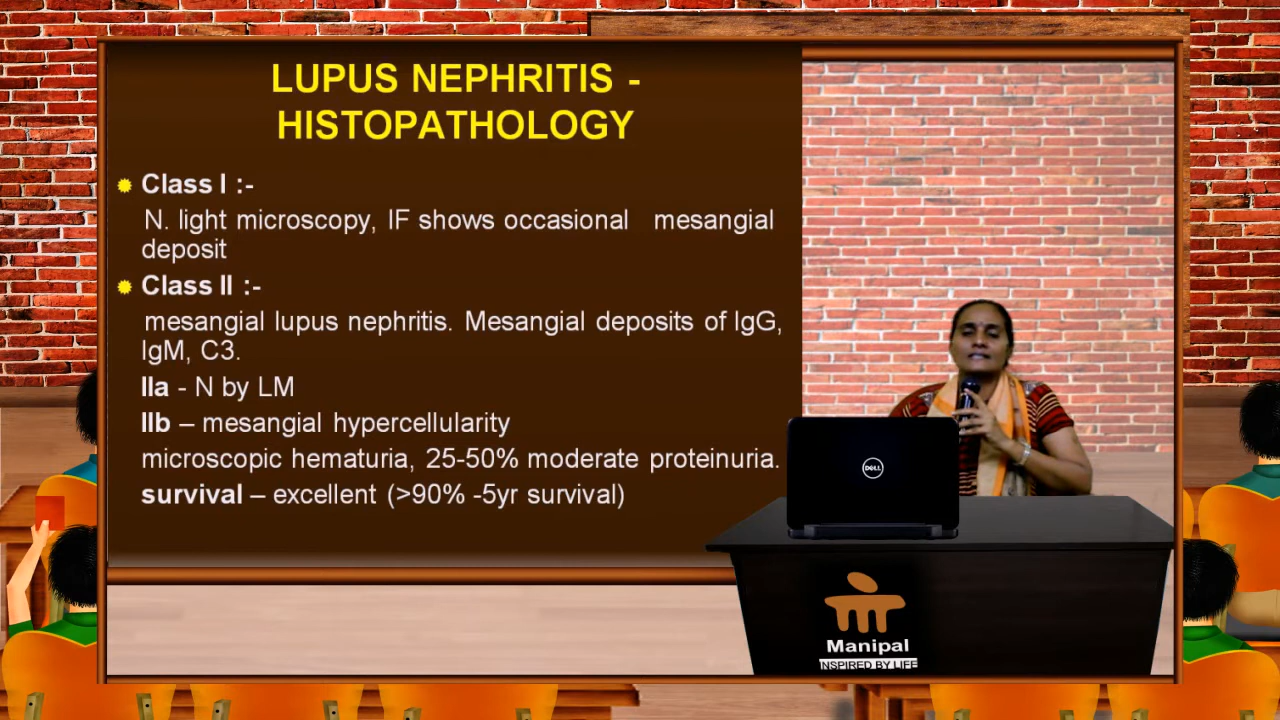 LUPUS NEPHRITIS -
HISTOPATHOLOGY
Class I :-
N. light microscopy, IF shows occasional mesangial
deposit
Class II :-
mesangial lupus nephritis. Mesangial deposits of IgG,
IgM, C3.
IIa - N by LM
IIb – mesangial hypercellularity
microscopic hematuria, 25-50% moderate proteinuria.
survival – excellent (>90% -5yr survival)
DELL
Manipal
INSPIRED BY LIFE